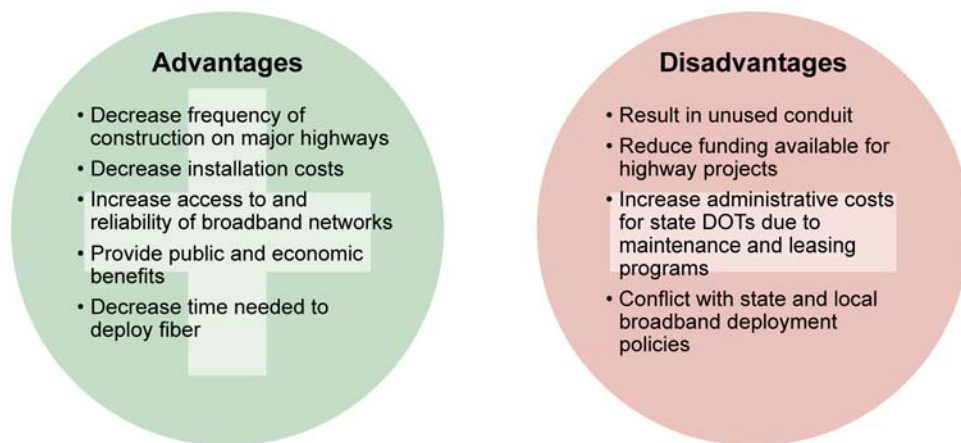 Advantages
• Decrease frequency of
construction on major highways
• Decrease installation costs
• Increase access to and
reliability of broadband networks
• Provide public and economic
benefits
• Decrease time needed to
deploy fiber
Disadvantages
• Result in unused conduit
• Reduce funding available for
highway projects
• Increase administrative costs
for state DOTs due to
maintenance and leasing
programs
• Conflict with state and local
broadband deployment
policies